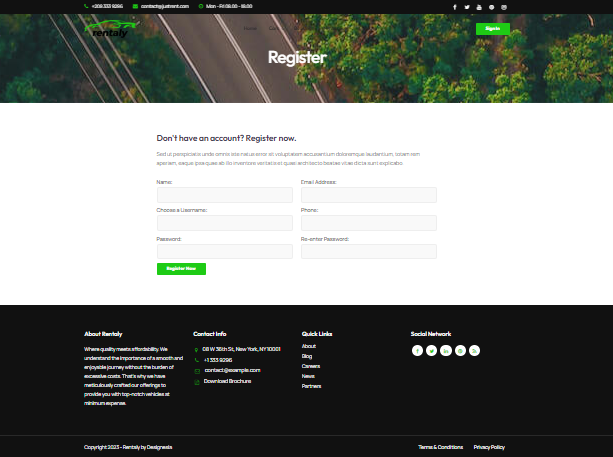 +208 333 9296 contact@justrent.com Mon - Fri 08.00 - 18.00
rentaly
Home
Sign In
Register
Don't have an account? Register now.
Sed ut perspiciatis unde omnis iste natus error sit voluptatem accusantium doloremque laudantium, totam rem
aperiam, eaque ipsa quae ab illo inventore veritatis et quasi architecto beatae vitae dicta sunt explicabo.
Name: Email Address:
Choose a Username: Phone:
Password: Re-enter Password:
Register Now
About Rentaly Contact Info Quick Links Social Network
Where quality meets affordability. We
understand the importance of a smooth and
enjoyable journey without the burden of
excessive costs. That's why we have
meticulously crafted our offerings to
provide you with top-notch vehicles at
minimum expense.
08 W 36th St, New York, NY 10001
+1 333 9296
contact@example.com
Download Brochure
About
Blog
Careers
News
Partners
Copyright 2023 - Rentaly by Designesia Terms & Conditions Privacy Policy